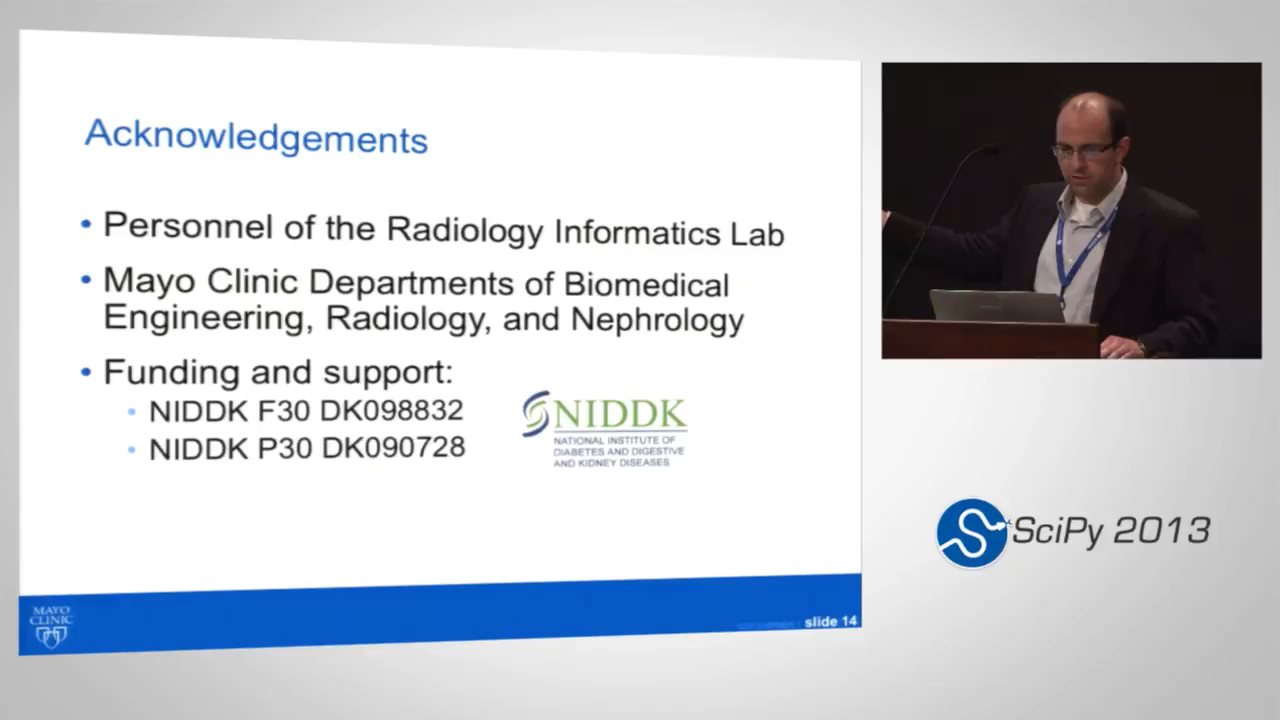 Acknowledgements
• Personnel of the Radiology Informatics Lab
• Mayo Clinic Departments of Biomedical
Engineering, Radiology, and Nephrology
• Funding and support:
• NIDDK F30 DK098832
• NIDDK P30 DK090728
NIDDK
NATIONAL INSTITUTE OF
DIABETES AND DIGESTIVE
AND KIDNEY DISEASES
MAYO
CLINIC
slide 14
SciPy 2013